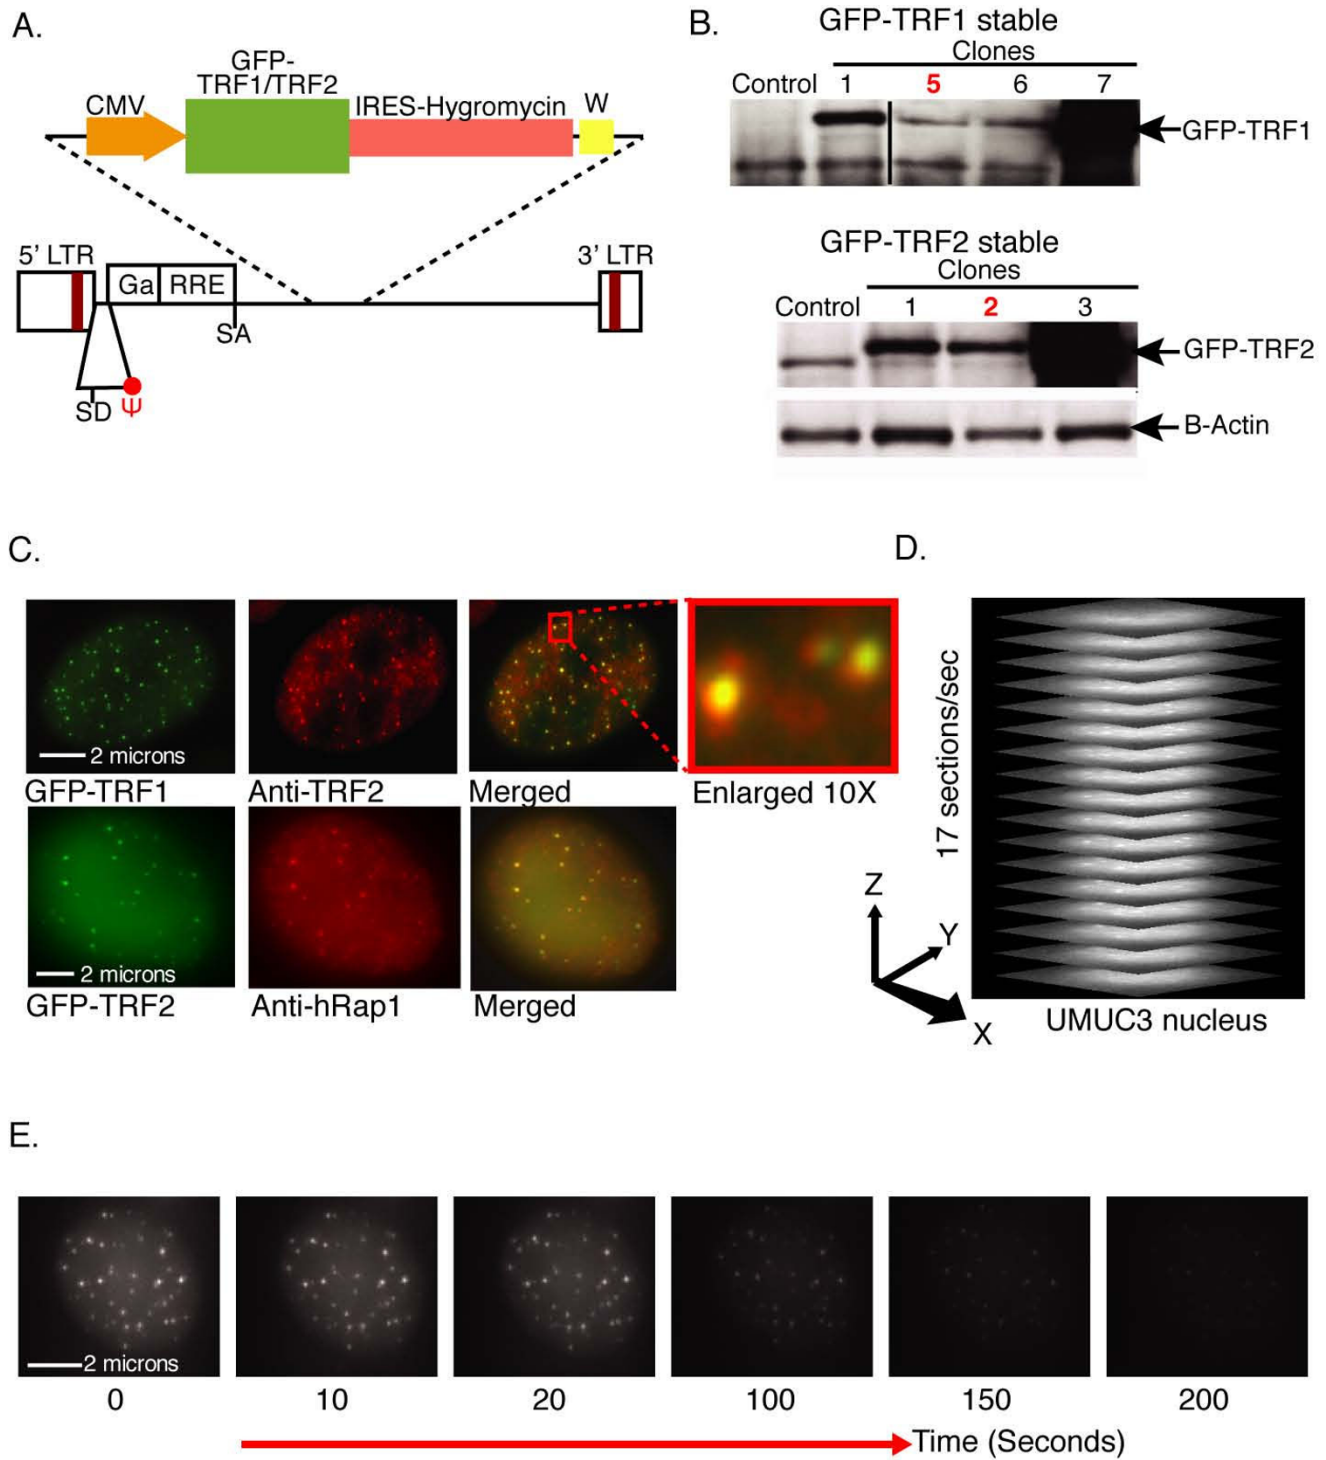 A.
GFP-
TRF1/TRF2
CMV
IRES-Hygromycin
W
5' LTR
Ga
RRE
3' LTR
SA
SD
Ψ
B.
GFP-TRF1 stable
Clones
Control 1 5 6 7
GFP-TRF1
GFP-TRF2 stable
Clones
Control 1 2 3
GFP-TRF2
B-Actin
C.
2 microns
GFP-TRF1 Anti-TRF2 Merged Enlarged 10X
2 microns
GFP-TRF2 Anti-hRap1 Merged
D.
17 sections/sec
Z
Y
X
UMUC3 nucleus
E.
2 microns
0 10 20 100 150 200
Time (Seconds)